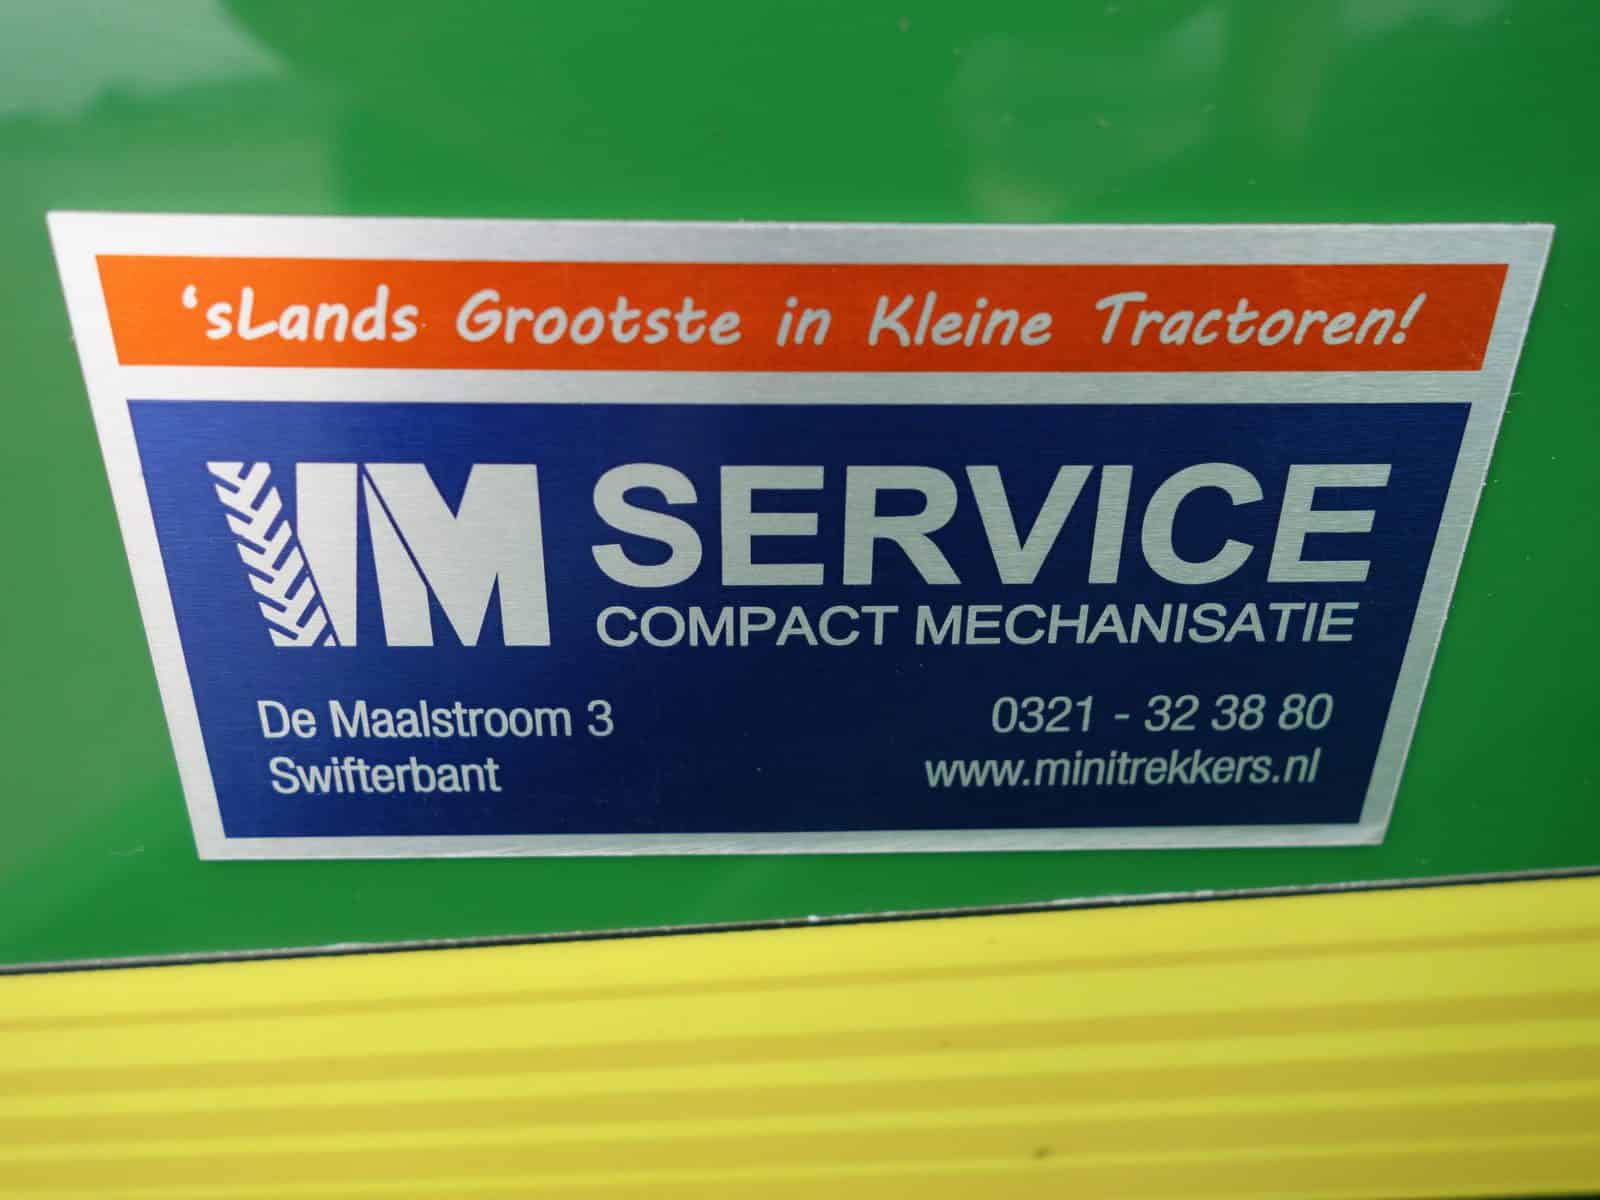 ‘sLands Grootste in Kleine Tractoren!
IM SERVICE
COMPACT MECHANISATIE
De Maalstroom 3
Swifterbant
0321 - 32 38 80
www.minitrekkers.nl